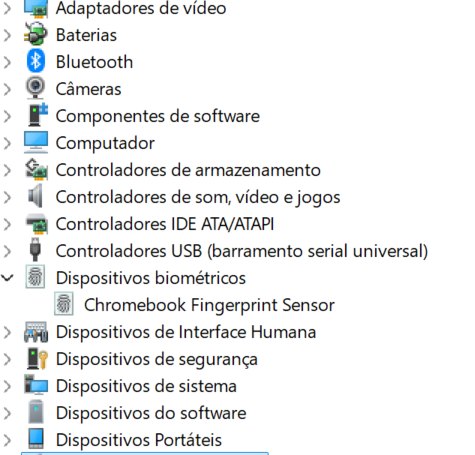 Adaptadores de vídeo
Baterias
Bluetooth
Câmeras
Componentes de software
Computador
Controladores de armazenamento
Controladores de som, vídeo e jogos
Controladores IDE ATA/ATAPI
Controladores USB (barramento serial universal)
Dispositivos biométricos
Chromebook Fingerprint Sensor
Dispositivos de Interface Humana
Dispositivos de segurança
Dispositivos de sistema
Dispositivos do software
Dispositivos Portáteis